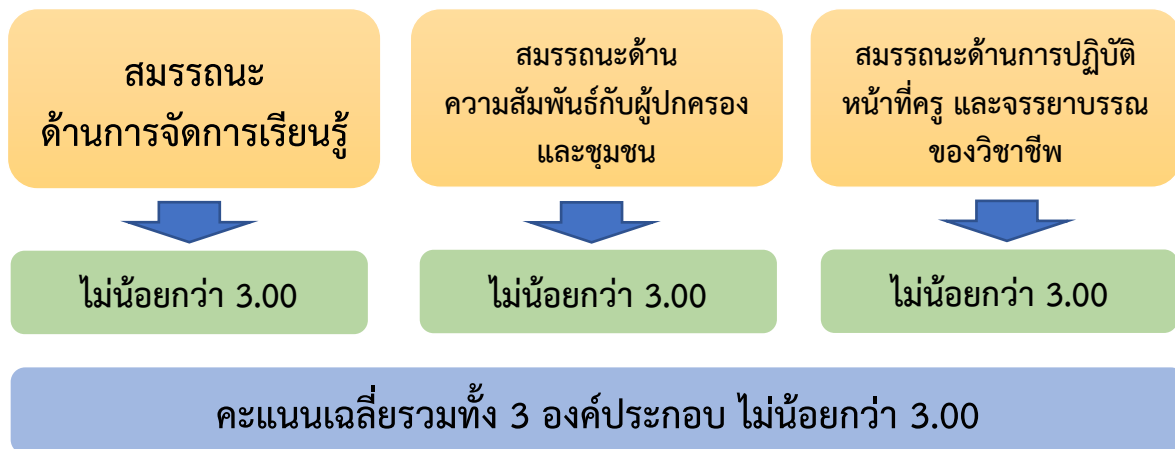 สมรรถนะ
ด้านการจัดการเรียนรู้
สมรรถนะด้าน
ความสัมพันธ์กับผู้ปกครอง
และชุมชน
สมรรถนะด้านการปฏิบัติ
หน้าที่ครู และจรรยาบรรณ
ของวิชาชีพ
ไม่น้อยกว่า 3.00
ไม่น้อยกว่า 3.00
ไม่น้อยกว่า 3.00
คะแนนเฉลี่ยรวมทั้ง 3 องค์ประกอบ ไม่น้อยกว่า 3.00